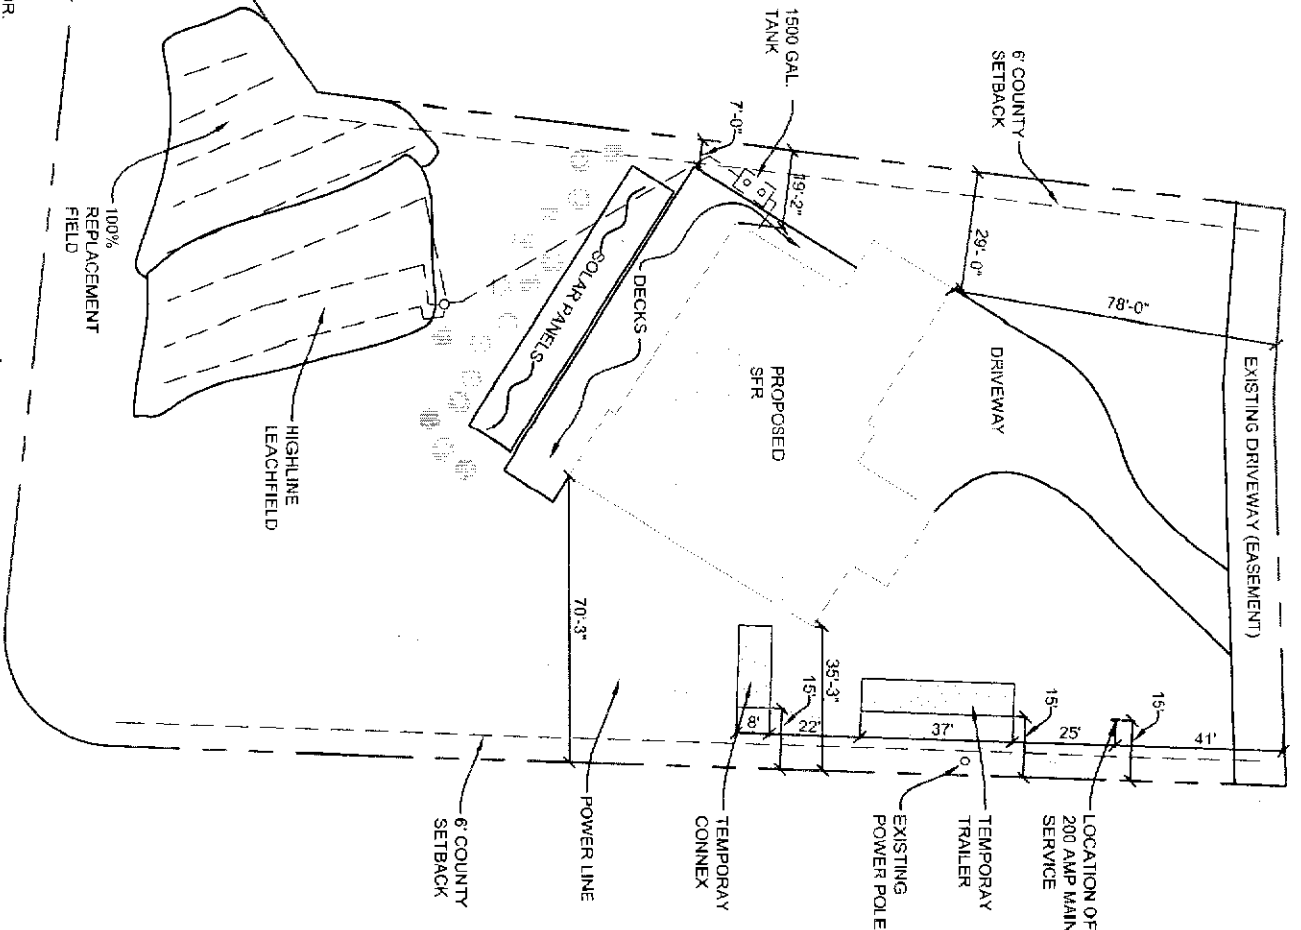 OR.
1500 GAL.
TANK
6' COUNTY
SETBACK
7'-0"
19'-2"
29'- 0"
78'-0"
EXISTING DRIVEWAY (EASEMENT)
DRIVEWAY
PROPOSED
SFR
DECKS
SOLAR PANELS
100%
REPLACEMENT
FIELD
HIGHLINE
LEACHFIELD
70'-3"
35'-3"
8'
15'
22'
37'
15'
25'
15'
41'
LOCATION OF
200 AMP MAIN
SERVICE
TEMPORAY
TRAILER
EXISTING
POWER POLE
TEMPORAY
CONNEX
POWER LINE
6' COUNTY
SETBACK